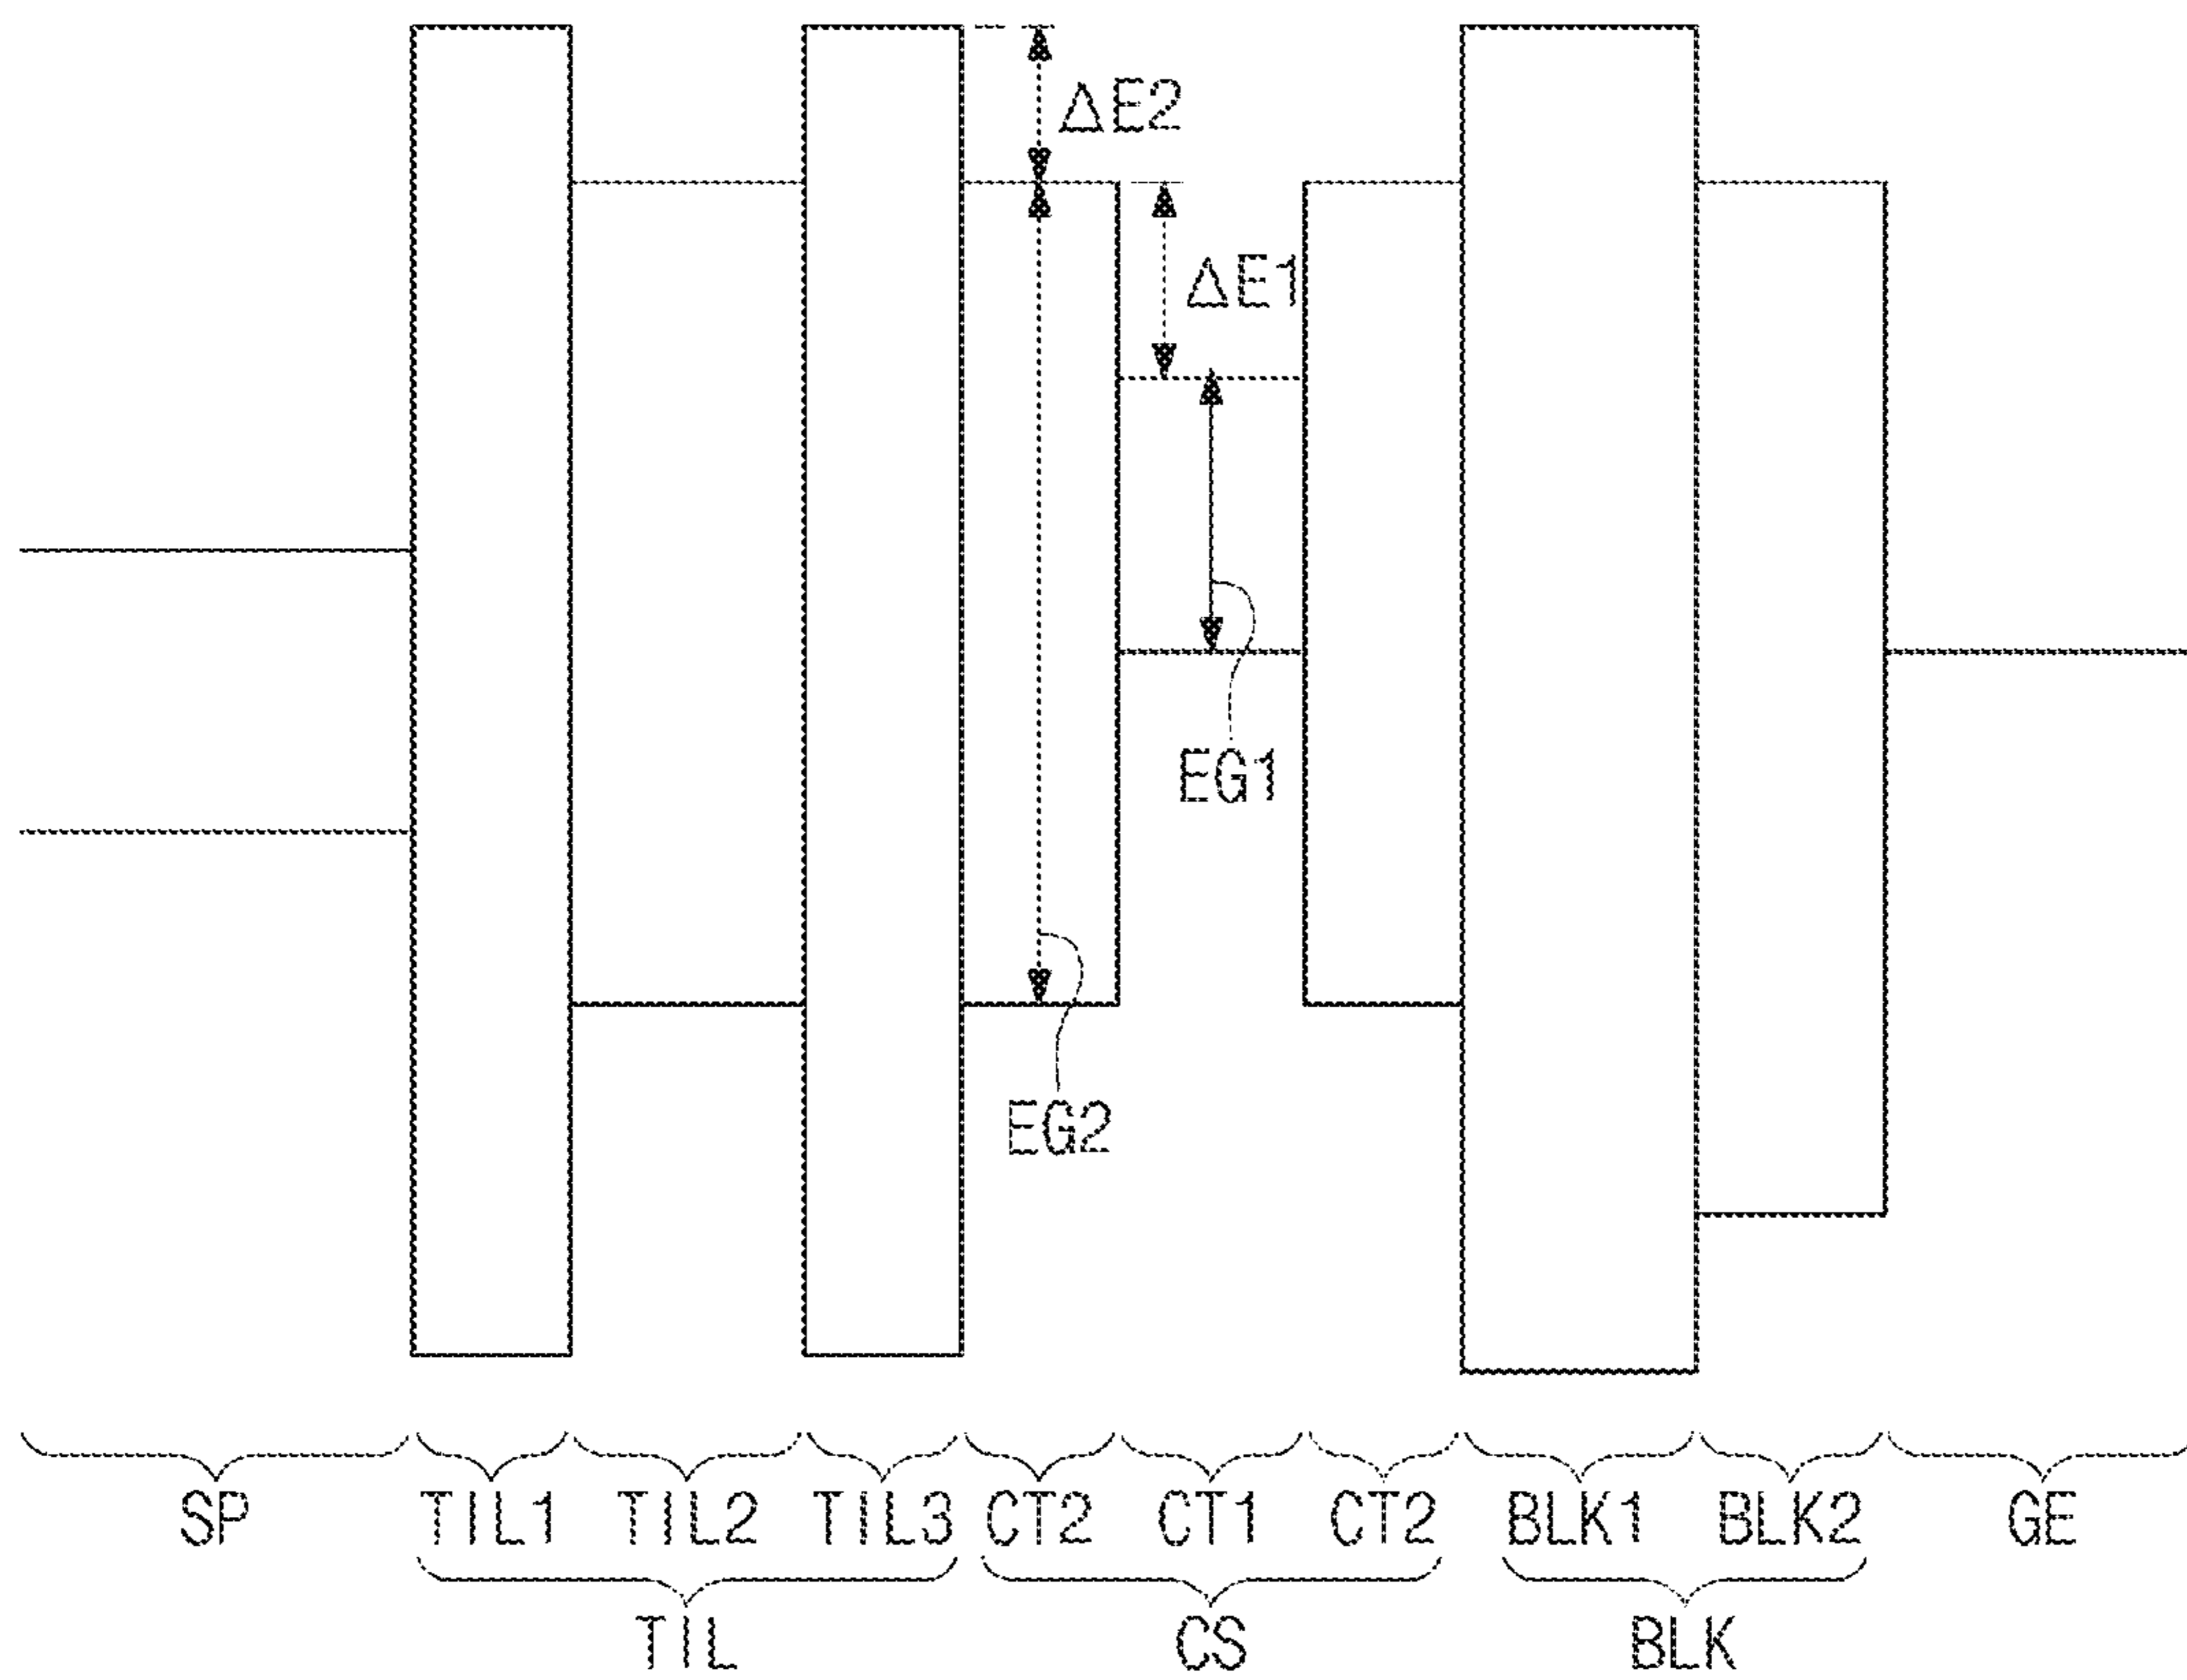 ΔE2
ΔE1
EG1
EG2
SP TIL1 TIL2 TIL3 CT2 CT1 CT2 BLK1 BLK2 GE
TIL CS BLK